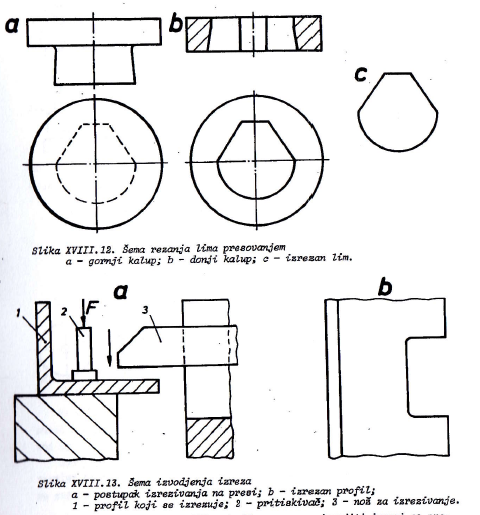 a
b
c
Slika XVIII.12. Šema rezanja lima presovanjem
a - gornji kalup; b - donji kalup; c - izrezan lim.
a
b
1
2
F
3
Slika XVIII.13. Šema izvodjenja izreza
a - postupak izrezivanja na presi; b - izrezan profil;
1 - profil koji se izrezuje; 2 - pritiskivač; 3 - nož za izrezivanje.